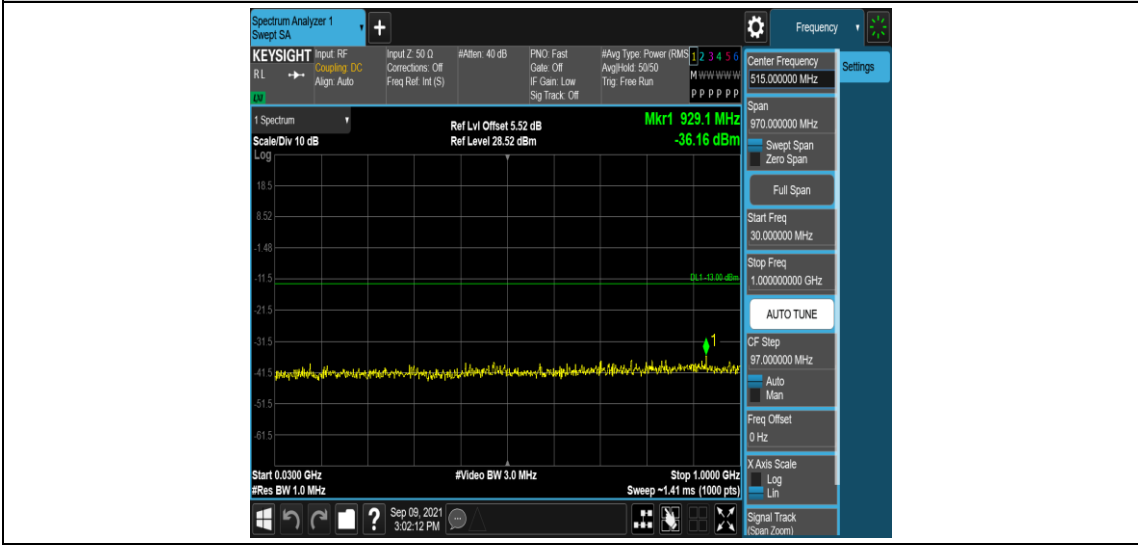 Spectrum Analyzer 1
Swept SA
+
Frequency
KEYSIGHT
RL
LNI
Input: RF
Coupling: DC
Align: Auto
Input Z: 50 Ω
Corrections: Off
Freq Ref: Int (S)
#Atten: 40 dB
PNO: Fast
Gate: Off
IF Gain: Low
Sig Track: Off
#Avg Type: Power (RMS
Avg|Hold: 50/50
Trig: Free Run
1 2 3 4 5 6
M W W W W W
P P P P P P
1 Spectrum
Scale/Div 10 dB
Log
Ref Lvl Offset 5.52 dB
Ref Level 28.52 dBm
Mkr1 929.1 MHz
-36.16 dBm
18.5
8.52
-1.48
-11.5
DL1 -13.00 dBm
-21.5
-31.5
1
-41.5
-51.5
-61.5
Start 0.0300 GHz
#Res BW 1.0 MHz
#Video BW 3.0 MHz
Stop 1.0000 GHz
Sweep ~1.41 ms (1000 pts)
Center Frequency
515.000000 MHz
Settings
Span
970.000000 MHz
Swept Span
Zero Span
Full Span
Start Freq
30.000000 MHz
Stop Freq
1.000000000 GHz
AUTO TUNE
CF Step
97.000000 MHz
Auto
Man
Freq Offset
0 Hz
X Axis Scale
Log
Lin
Signal Track
(Span Zoom)
?
Sep 09, 2021
3:02:12 PM